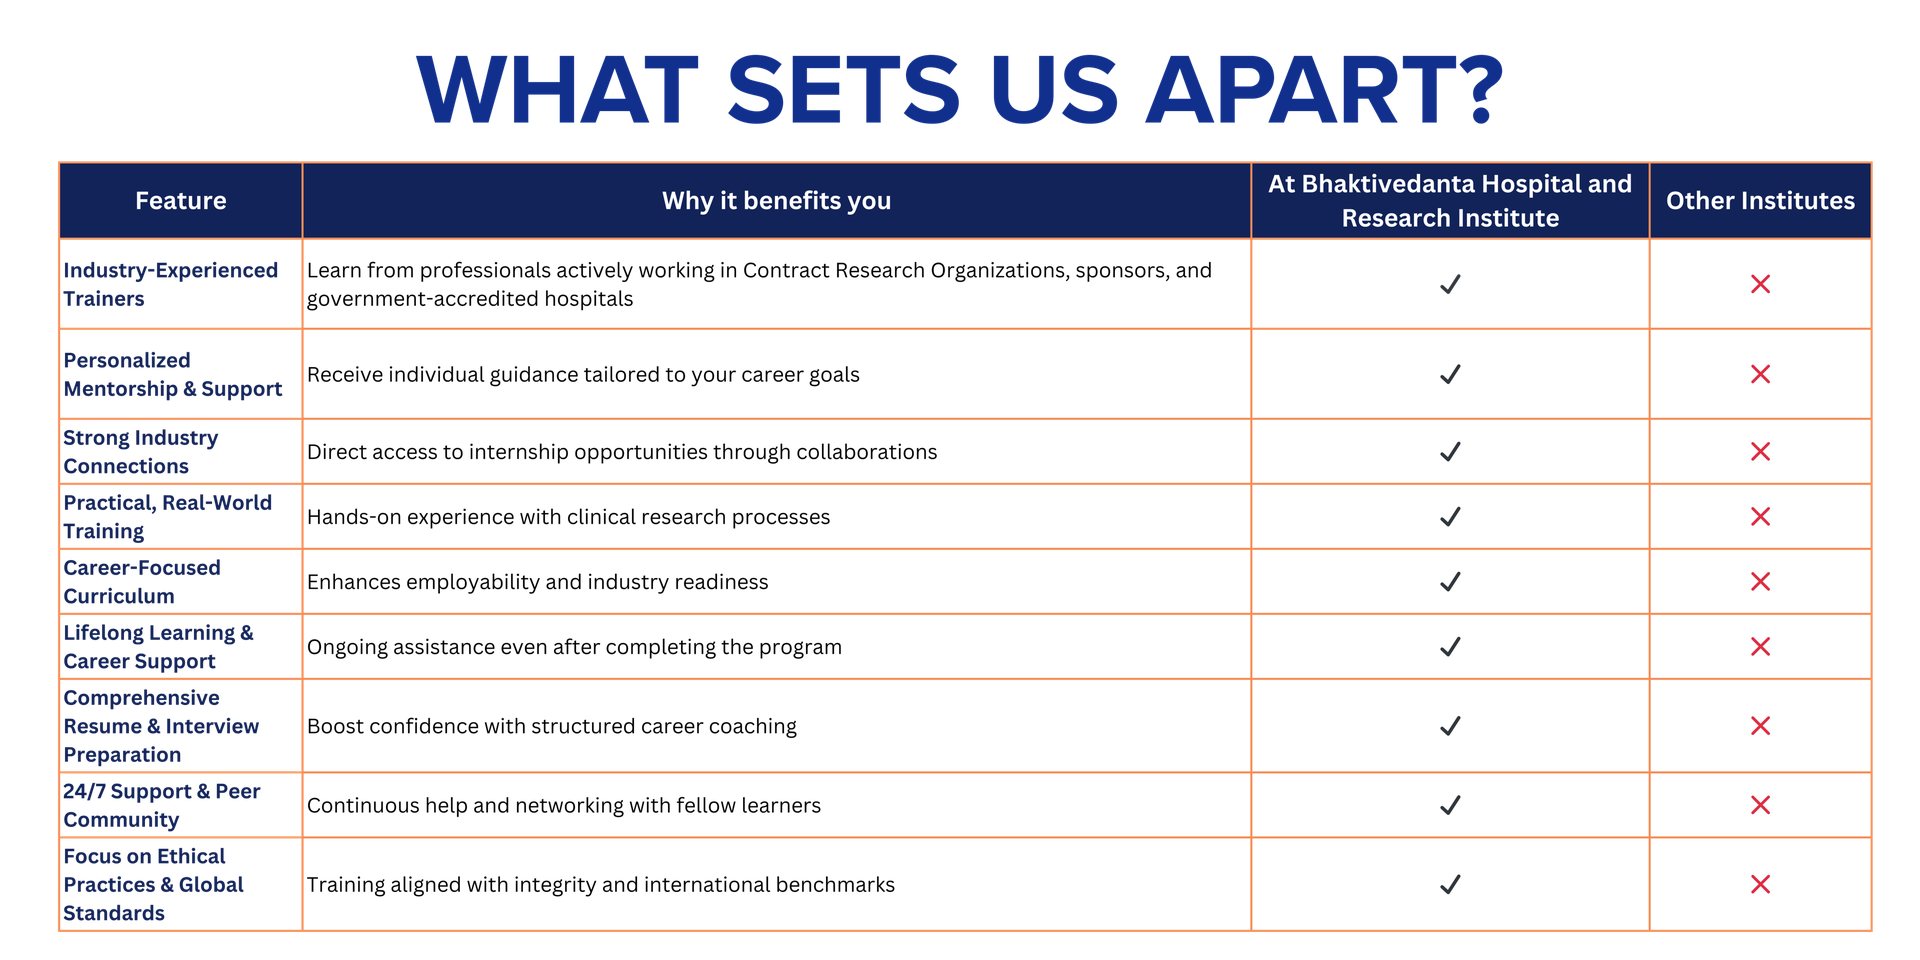 WHAT SETS US APART?
Feature
Why it benefits you
At Bhaktivedanta Hospital and
Research Institute
Other Institutes
Industry-Experienced
Trainers
Learn from professionals actively working in Contract Research Organizations, sponsors, and
government-accredited hospitals
✓
✕
Personalized
Mentorship & Support
Receive individual guidance tailored to your career goals
✓
✕
Strong Industry
Connections
Direct access to internship opportunities through collaborations
✓
✕
Practical, Real-World
Training
Hands-on experience with clinical research processes
✓
✕
Career-Focused
Curriculum
Enhances employability and industry readiness
✓
✕
Lifelong Learning &
Career Support
Ongoing assistance even after completing the program
✓
✕
Comprehensive
Resume & Interview
Preparation
Boost confidence with structured career coaching
✓
✕
24/7 Support & Peer
Community
Continuous help and networking with fellow learners
✓
✕
Focus on Ethical
Practices & Global
Standards
Training aligned with integrity and international benchmarks
✓
✕